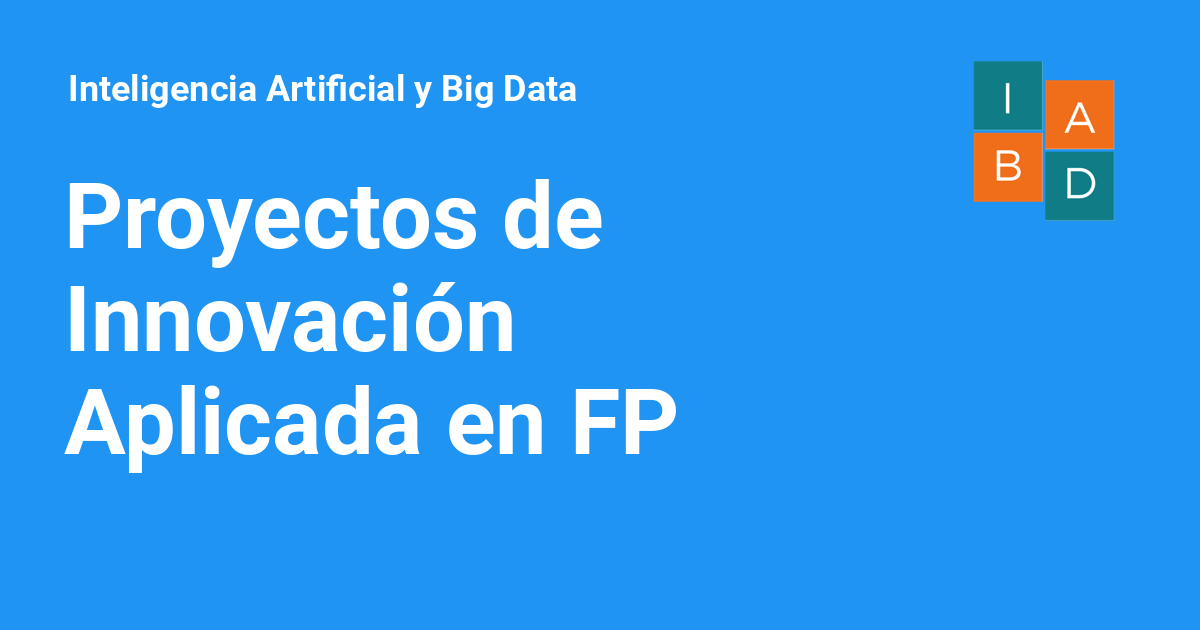 Inteligencia Artificial y Big Data
I A
B D
Proyectos de
Innovación
Aplicada en FP